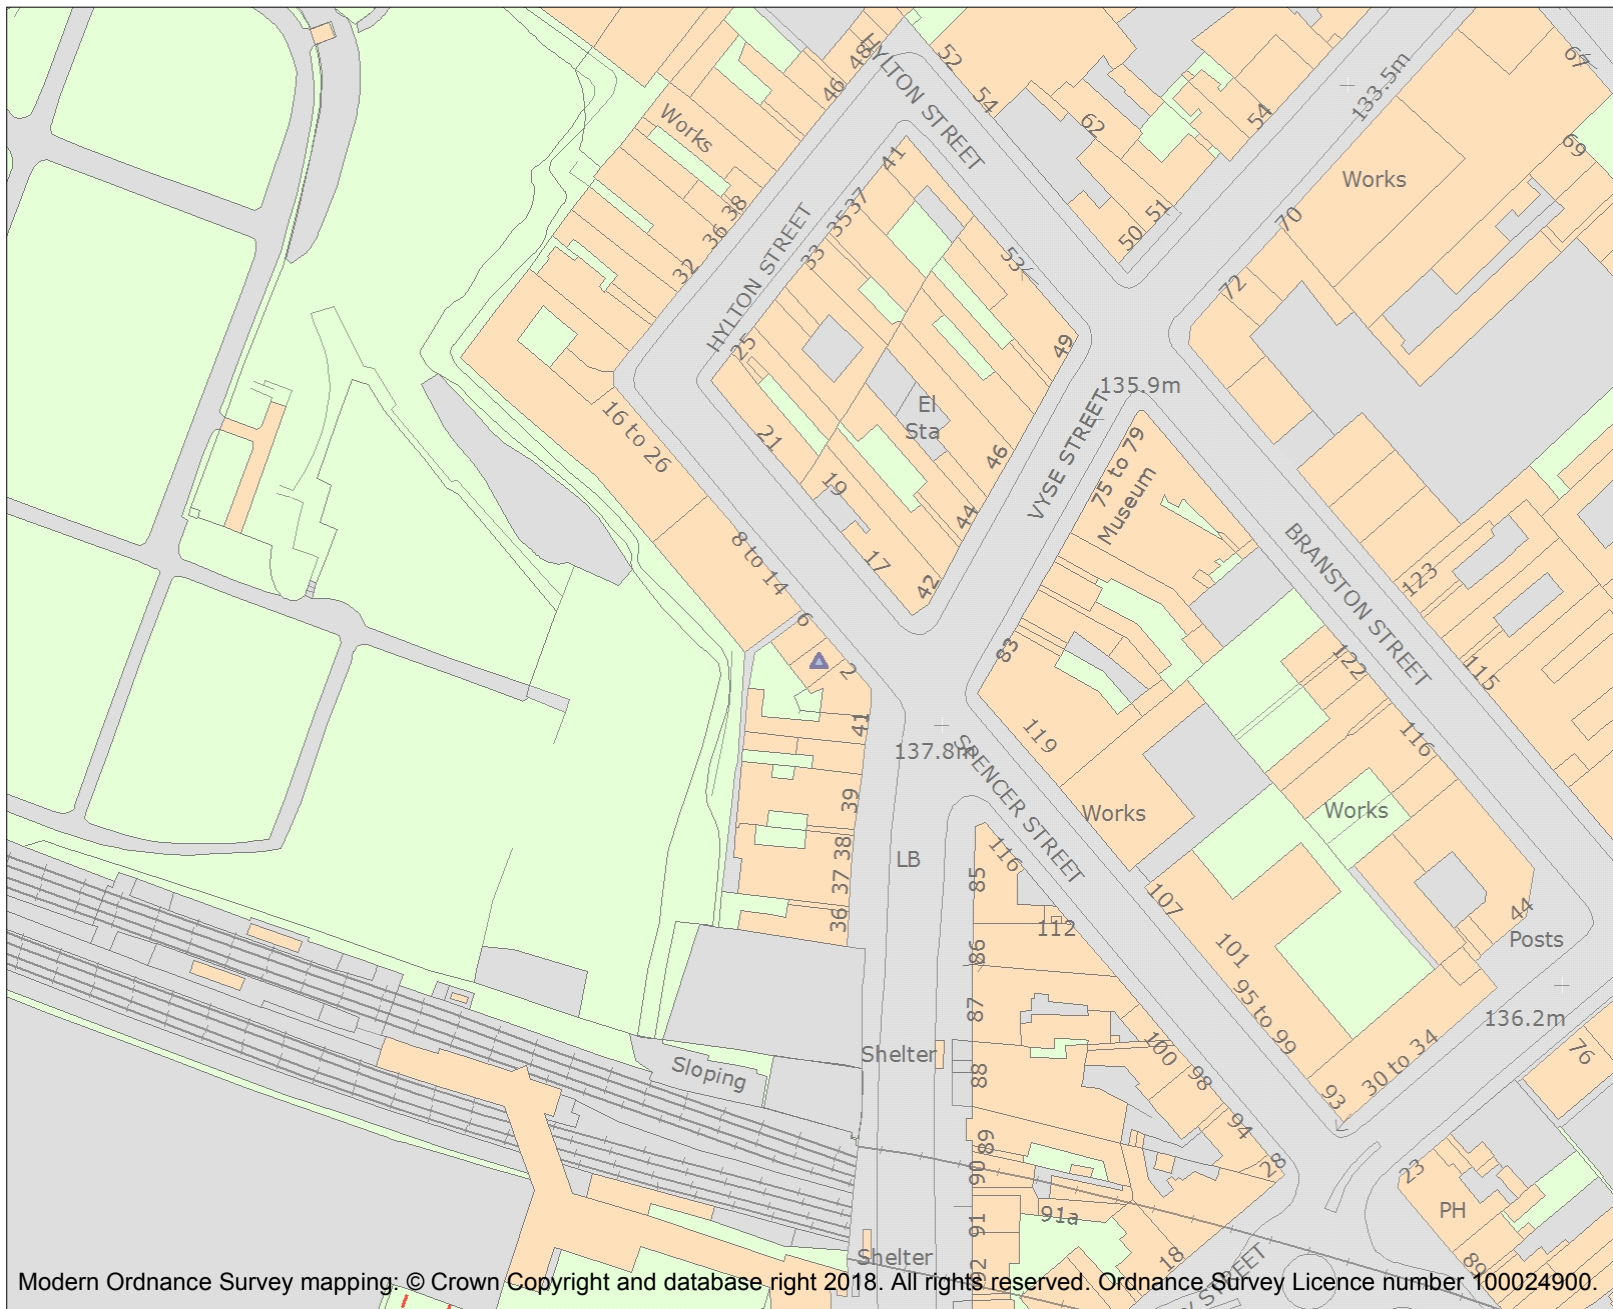 HYLTON STREET
52
67
48
46
54
133.5m
Works
62
54
41
69
Works
38
37
35
51
70
36
33
50
53
32
HYLTON STREET
72
25
49
135.9m
El
Sta
16 to 26
21
46
VYSE STREET
75 to 79
Museum
19
44
BRANSTON STREET
8 to 14
17
42
123
6
83
2
122
115
41
119
116
137.8m
SPENCER STREET
39
Works
Works
38
LB
116
37
85
107
44
36
112
Posts
86
101
87
95 to 99
136.2m
Shelter
100
30 to 34
76
Sloping
88
98
93
94
89
90
28
23
91a
PH
91
18
Shelter
92
STREET
89
Modern Ordnance Survey mapping: © Crown Copyright and database right 2018. All rights reserved. Ordnance Survey Licence number 100024900.